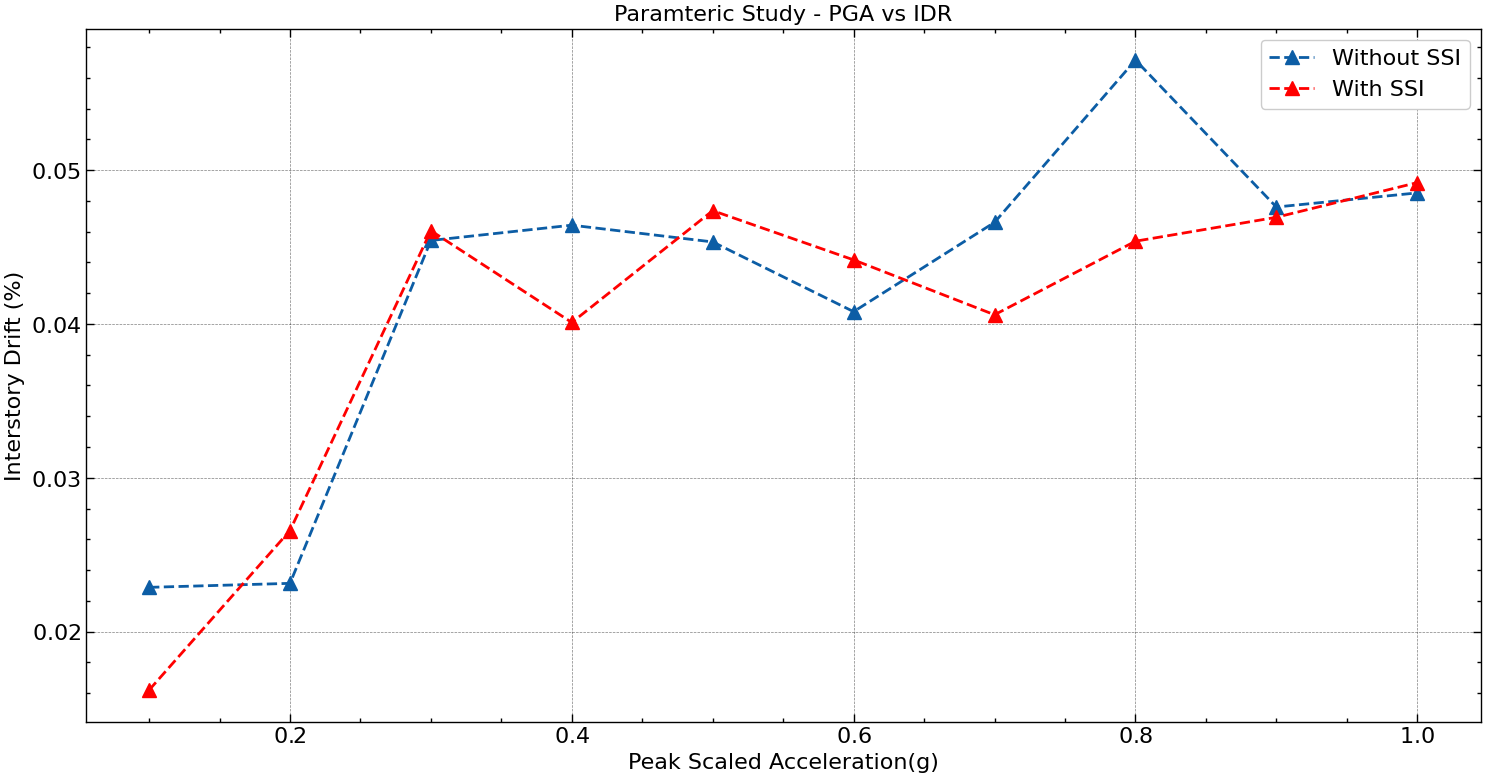 Paramteric Study - PGA vs IDR
Without SSI
With SSI
Interstory Drift (%)
0.05
0.04
0.03
0.02
0.2 0.4 0.6 0.8 1.0
Peak Scaled Acceleration(g)